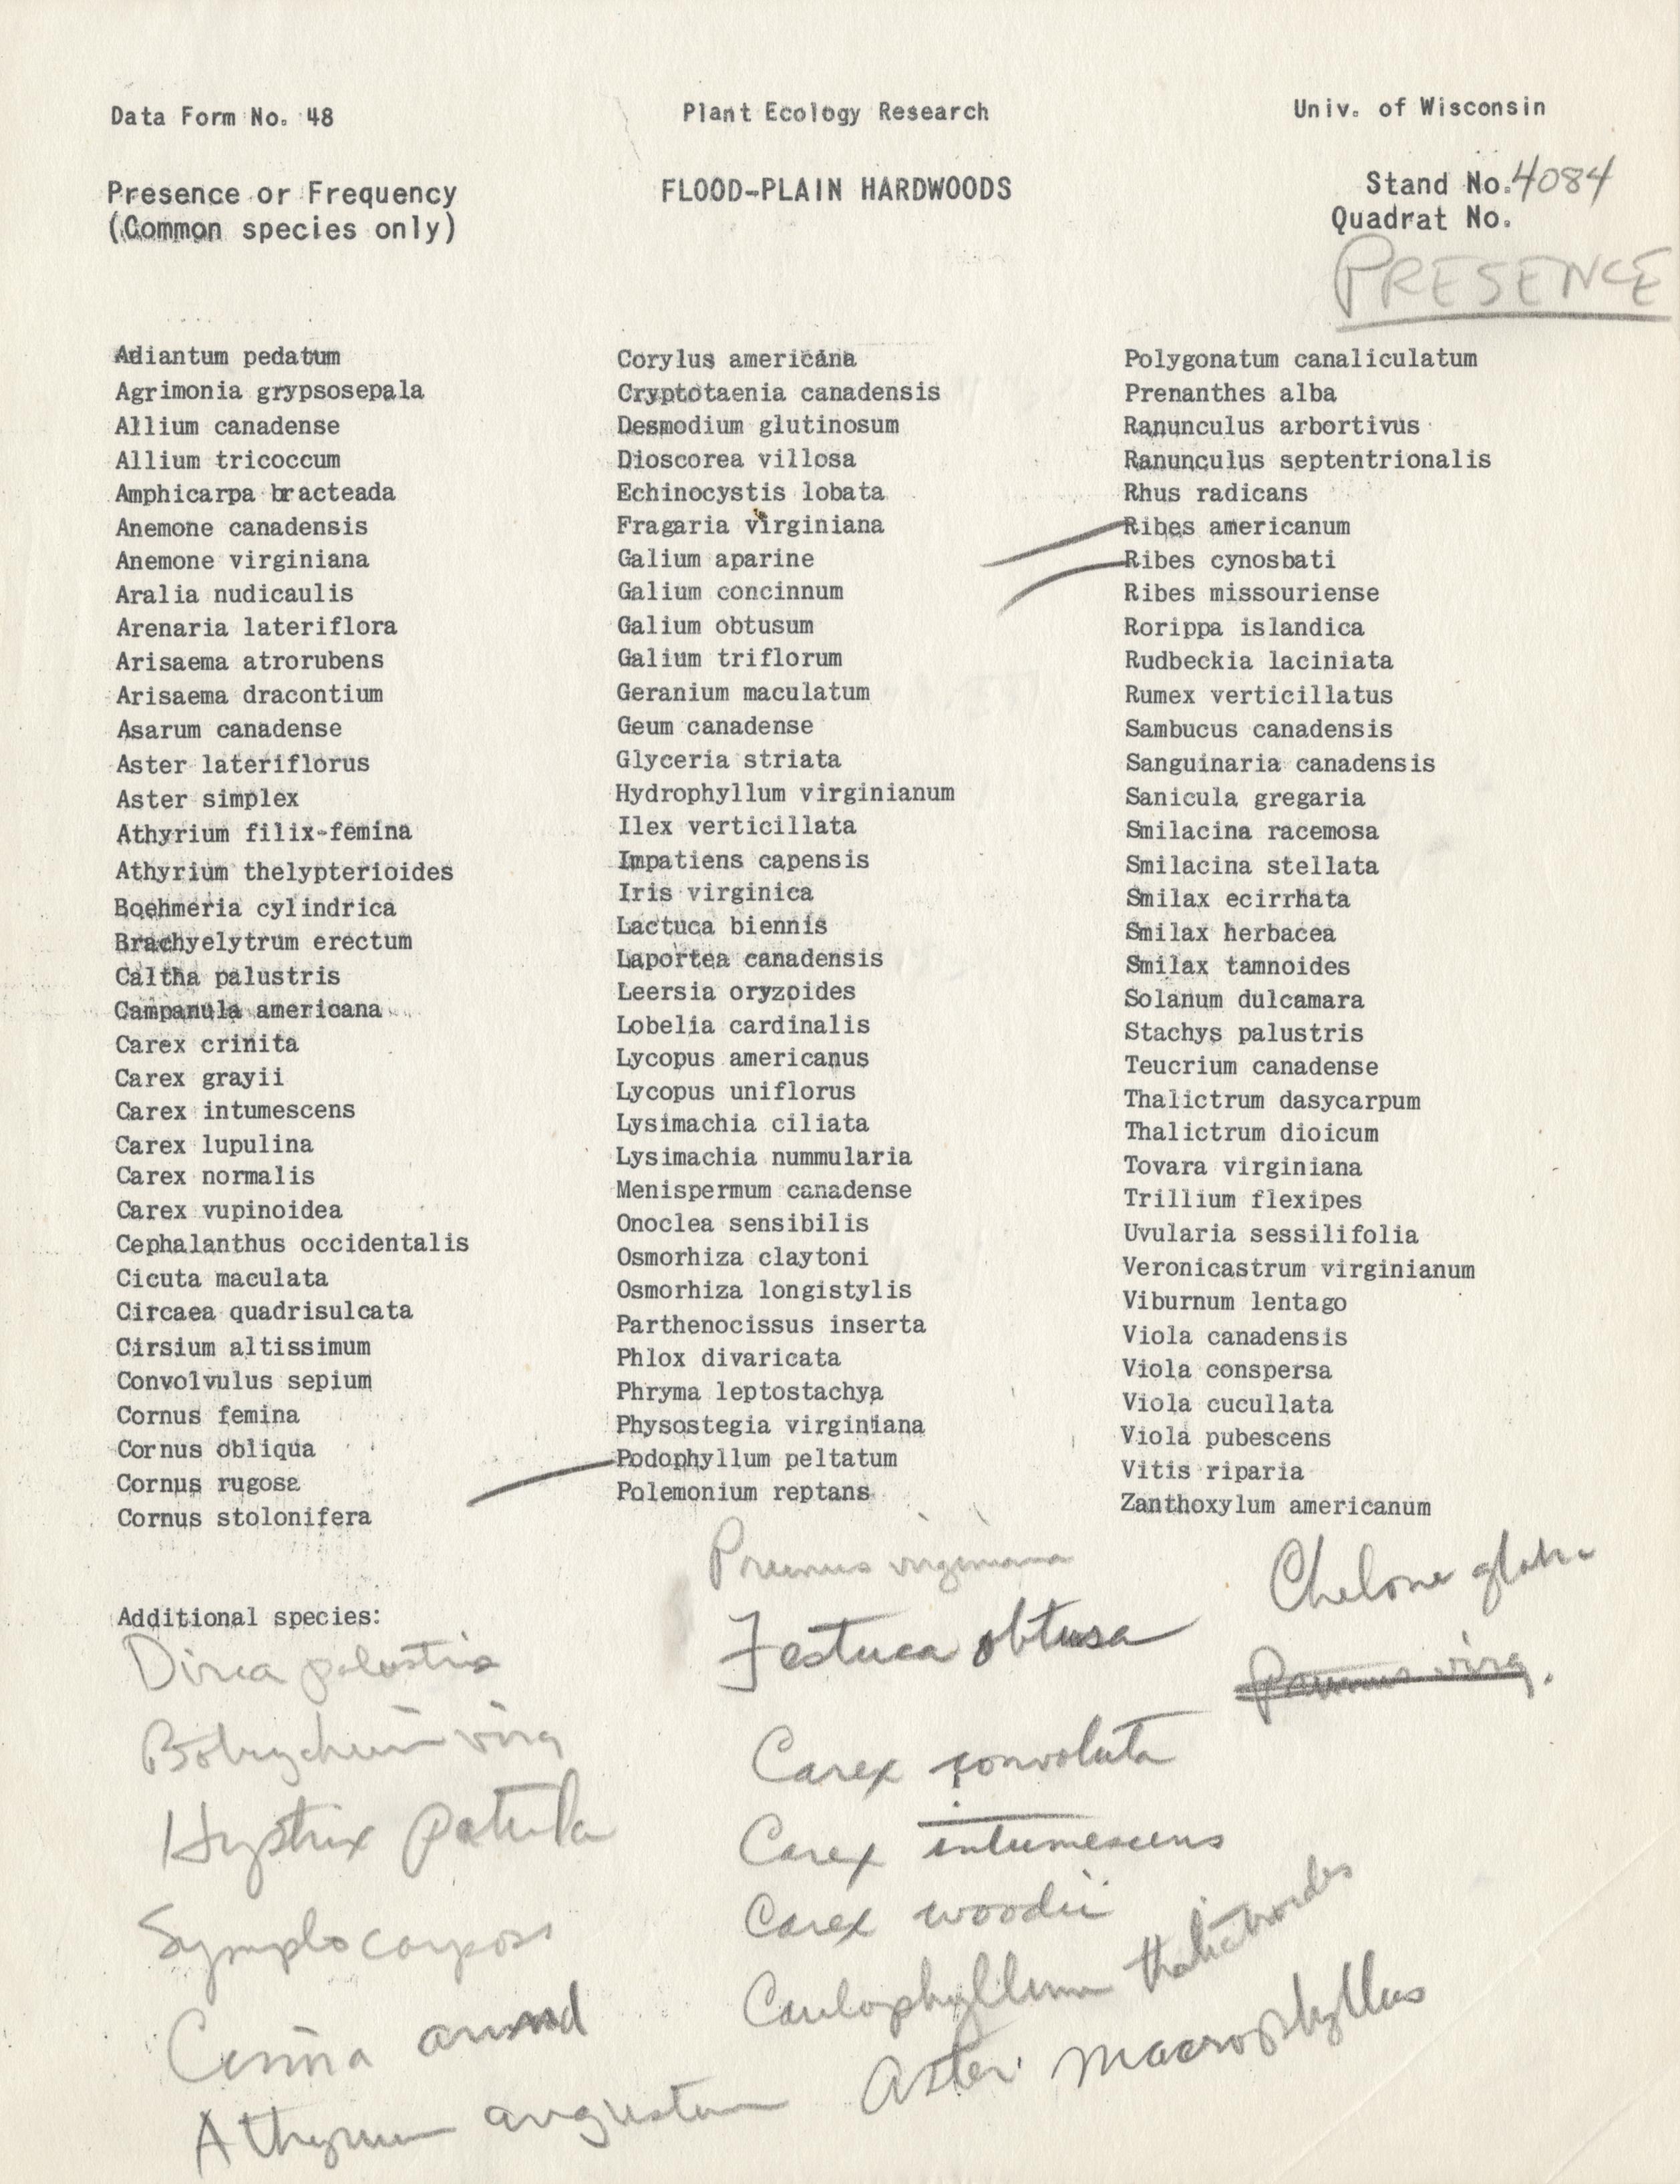 Data Form No. 48
Plant Ecology Research
Univ. of Wisconsin
Presence or Frequency
(Common species only)
FLOOD-PLAIN HARDWOODS
Stand No. 4084
Quadrat No.
PRESENCE
Adiantum pedatum
Agrimonia grypsosepala
Allium canadense
Allium tricoccum
Amphicarpa bracteada
Anemone canadensis
Anemone virginiana
Aralia nudicaulis
Arenaria lateriflora
Arisaema atrorubens
Arisaema dracontium
Asarum canadense
Aster lateriflorus
Aster simplex
Athyrium filix-femina
Athyrium thelypterioides
Boehmeria cylindrica
Brachyelytrum erectum
Caltha palustris
Campanula americana
Carex crinita
Carex grayii
Carex intumescens
Carex lupulina
Carex normalis
Carex vupinoidea
Cephalanthus occidentalis
Cicuta maculata
Circaea quadrisulcata
Cirsium altissimum
Convolvulus sepium
Cornus femina
Cornus obliqua
Cornus rugosa
Cornus stolonifera
Corylus americana
Cryptotaenia canadensis
Desmodium glutinosum
Dioscorea villosa
Echinocystis lobata
Fragaria virginiana
Galium aparine
Galium concinnum
Galium obtusum
Galium triflorum
Geranium maculatum
Geum canadense
Glyceria striata
Hydrophyllum virginianum
Ilex verticillata
Impatiens capensis
Iris virginica
Lactuca biennis
Laportea canadensis
Leersia oryzoides
Lobelia cardinalis
Lycopus americanus
Lycopus uniflorus
Lysimachia ciliata
Lysimachia nummularia
Menispermum canadense
Onoclea sensibilis
Osmorhiza claytoni
Osmorhiza longistylis
Parthenocissus inserta
Phlox divaricata
Phryma leptostachya
Physostegia virginiana
Podophyllum peltatum
Polemonium reptans
Polygonatum canaliculatum
Prenanthes alba
Ranunculus arbortivus
Ranunculus septentrionalis
Rhus radicans
Ribes americanum
Ribes cynosbati
Ribes missouriense
Rorippa islandica
Rudbeckia laciniata
Rumex verticillatus
Sambucus canadensis
Sanguinaria canadensis
Sanicula gregaria
Smilacina racemosa
Smilacina stellata
Smilax ecirrhata
Smilax herbacea
Smilax tamnoides
Solanum dulcamara
Stachys palustris
Teucrium canadense
Thalictrum dasycarpum
Thalictrum dioicum
Tovara virginiana
Trillium flexipes
Uvularia sessilifolia
Veronicastrum virginianum
Viburnum lentago
Viola canadensis
Viola conspersa
Viola cucullata
Viola pubescens
Vitis riparia
Zanthoxylum americanum
Additional species:
Dirca palustris
Botrychium virg
Hystrix patula
Symplocarpos
Cinna arund
Athyrium angustum
Prunus virginiana
Festuca obtusa
Carex convoluta
Carex intumescens
Carex woodii
Caulophyllum thalictroides
Aster macrophyllus
Chelone glabra
Prunus virg.